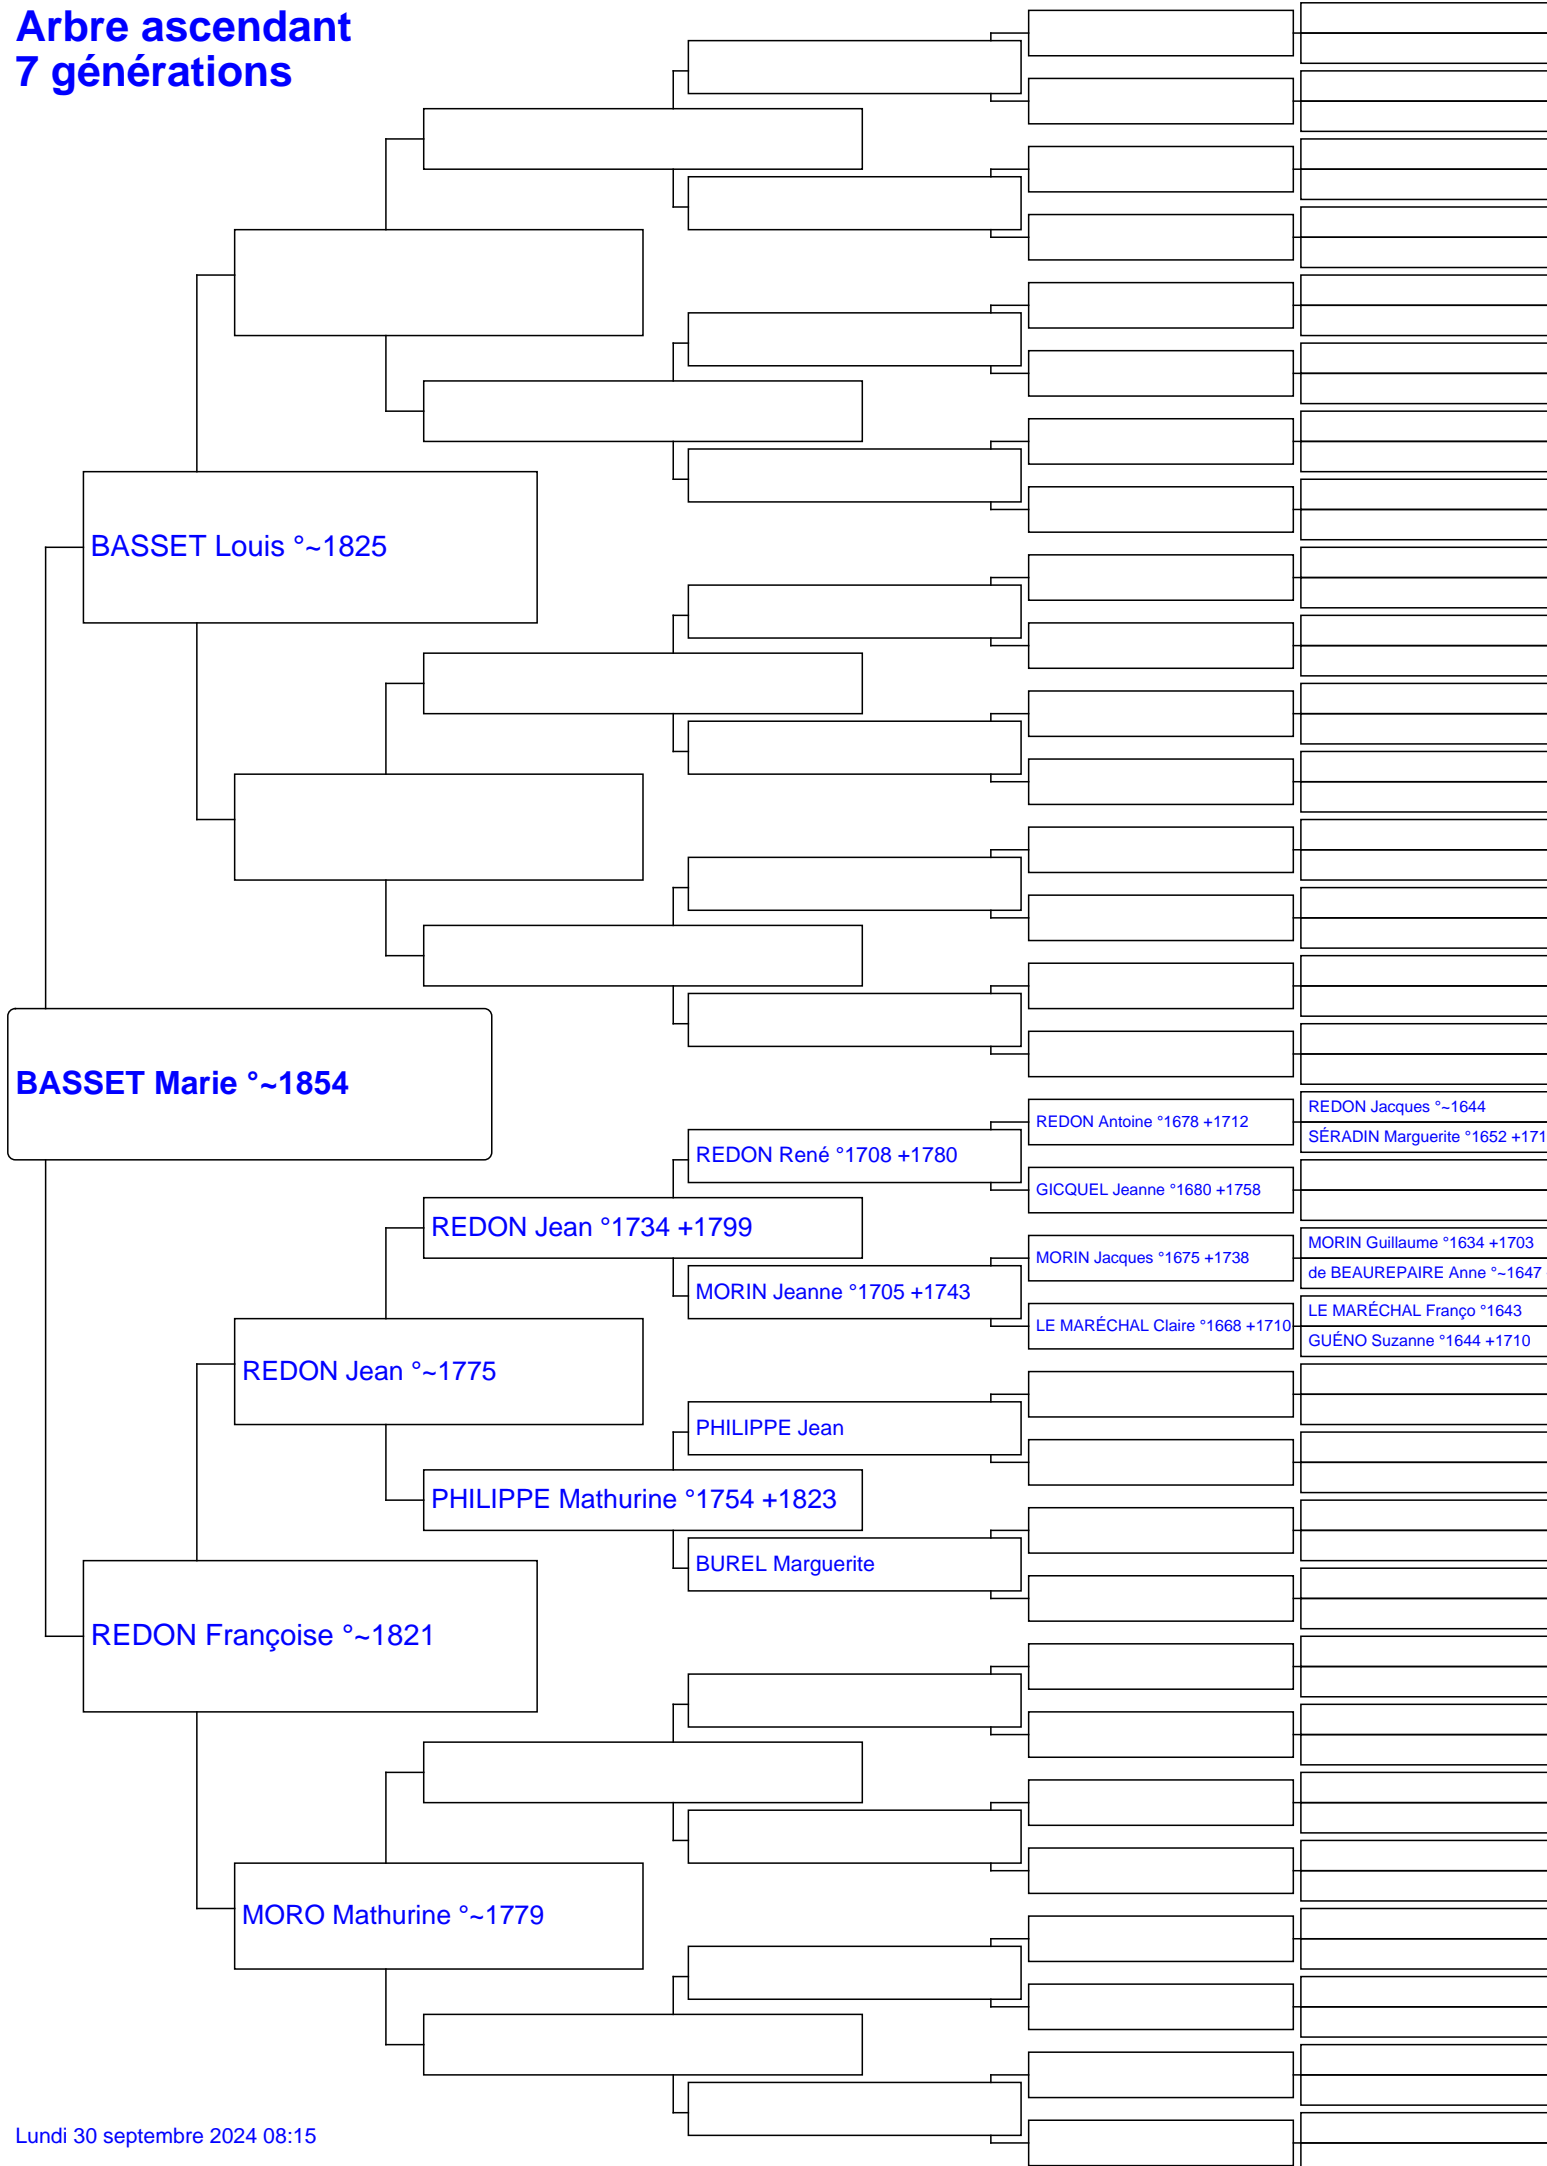 Arbre ascendant
7 générations
BASSET Louis °~1825
BASSET Marie °~1854
REDON Jacques °~1644
REDON Antoine °1678 +1712
SÉRADIN Marguerite °1652 +171
REDON René °1708 +1780
GICQUEL Jeanne °1680 +1758
REDON Jean °1734 +1799
MORIN Guillaume °1634 +1703
MORIN Jacques °1675 +1738
de BEAUREPAIRE Anne °~1647
MORIN Jeanne °1705 +1743
LE MARÉCHAL Franço °1643
LE MARÉCHAL Claire °1668 +1710
GUÉNO Suzanne °1644 +1710
REDON Jean °~1775
PHILIPPE Jean
PHILIPPE Mathurine °1754 +1823
BUREL Marguerite
REDON Françoise °~1821
MORO Mathurine °~1779
Lundi 30 septembre 2024 08:15